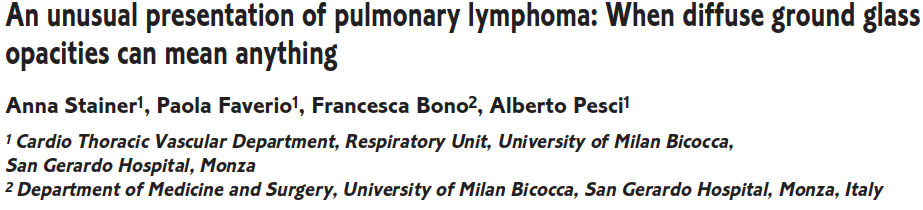 An unusual presentation of pulmonary lymphoma: When diffuse ground glass
opacities can mean anything
Anna Stainer1, Paola Faverio1, Francesca Bono2, Alberto Pesci1
1 Cardio Thoracic Vascular Department, Respiratory Unit, University of Milan Bicocca,
San Gerardo Hospital, Monza
2 Department of Medicine and Surgery, University of Milan Bicocca, San Gerardo Hospital, Monza, Italy